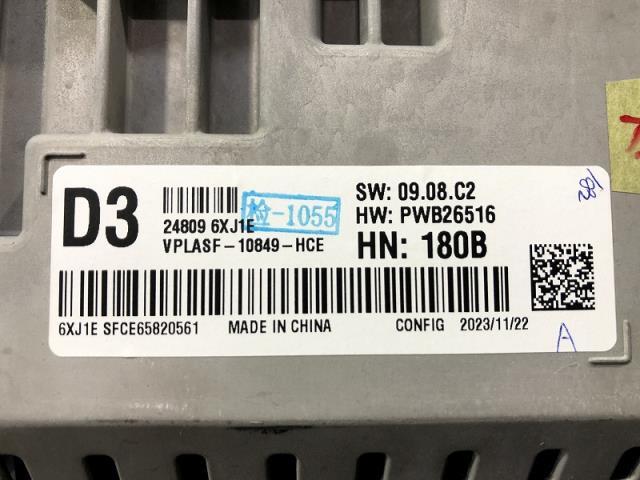 D3
24809 6XJ1E
VPLASF-10849-HCE
检-1055
SW: 09.08.C2
HW: PWB26516
HN: 180B
182
6XJ1E SFCE65820561
MADE IN CHINA
CONFIG 2023/11/22
A